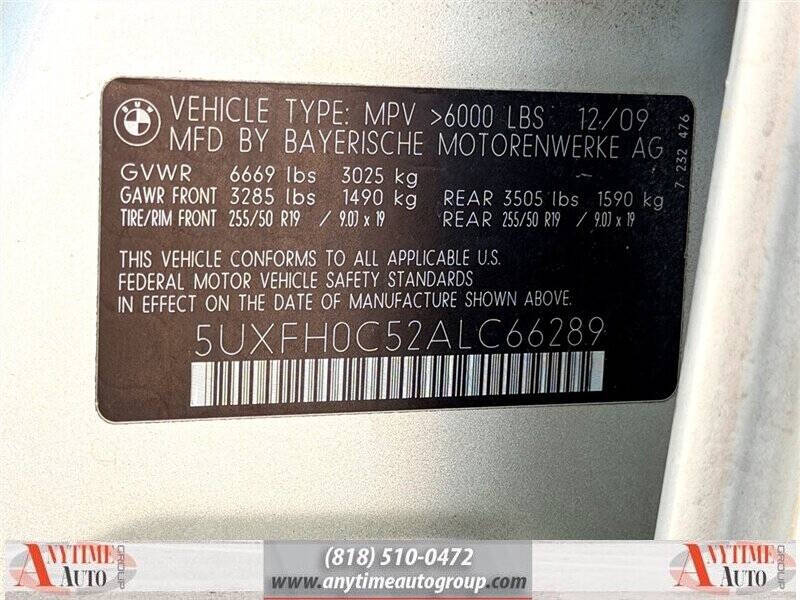 BMW
VEHICLE TYPE: MPV >6000 LBS 12/09
MFD BY BAYERISCHE MOTORENWERKE AG
GVWR 6669 lbs 3025 kg
GAWR FRONT 3285 lbs 1490 kg REAR 3505 lbs 1590 kg
TIRE/RIM FRONT 255/50 R19 / 9.0J x 19 REAR 255/50 R19 / 9.0J x 19
THIS VEHICLE CONFORMS TO ALL APPLICABLE U.S.
FEDERAL MOTOR VEHICLE SAFETY STANDARDS
IN EFFECT ON THE DATE OF MANUFACTURE SHOWN ABOVE.
5UXFH0C52ALC66289
7 232 476
ANYTIME AUTO GROUP
(818) 510-0472
www.anytimeautogroup.com
ANYTIME AUTO GROUP